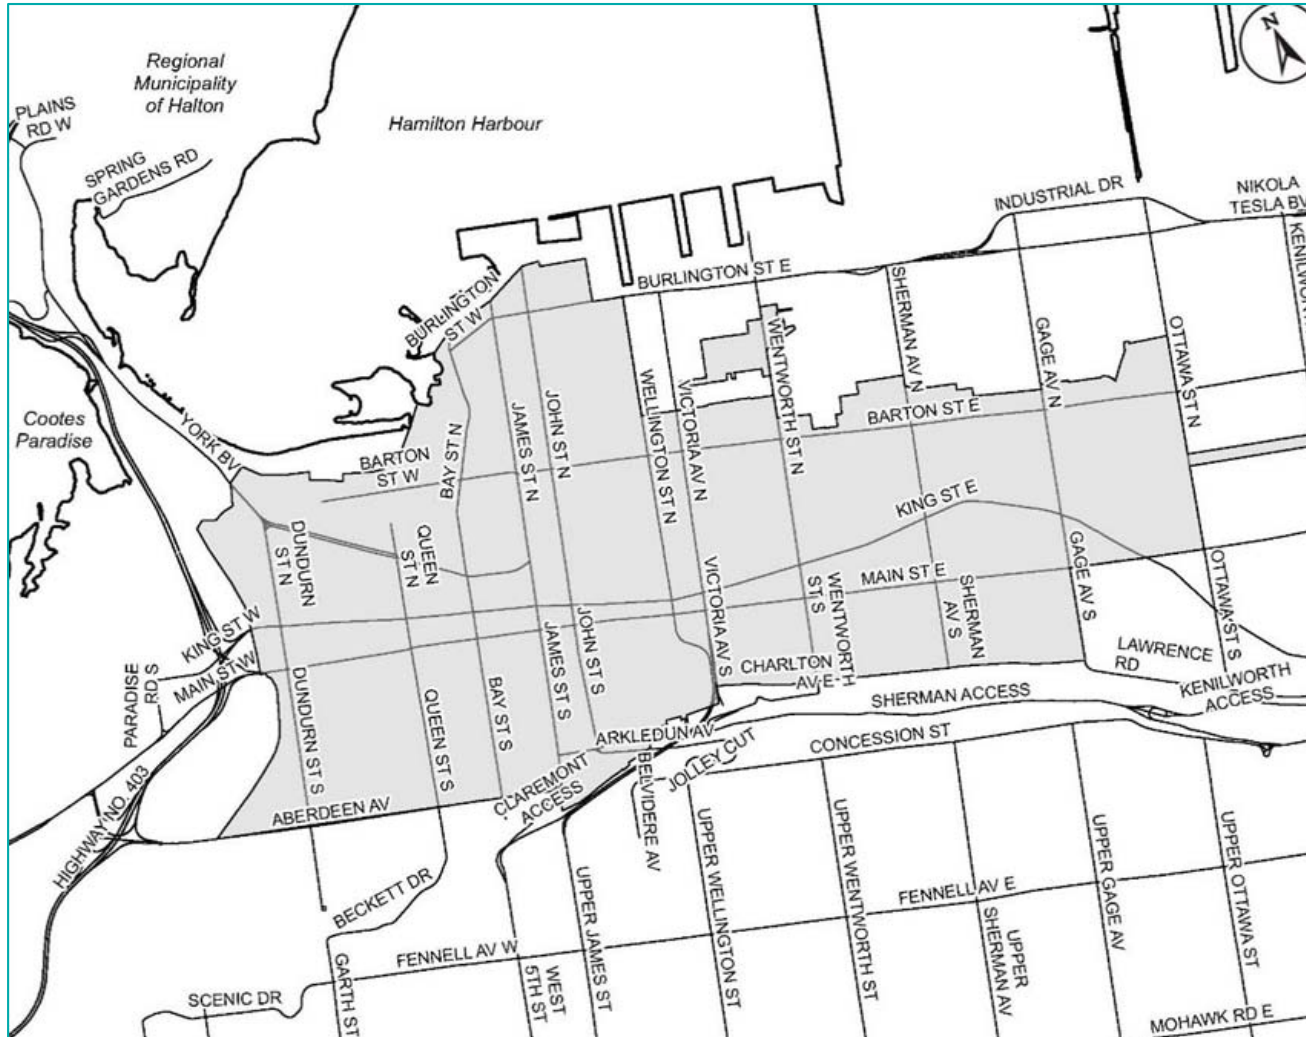 N
Regional
Municipality
of Halton
PLAINS
RD W
Hamilton Harbour
SPRING
GARDENS RD
INDUSTRIAL DR
NIKOLA
TESLA BV
BURLINGTON ST E
BURLINGTON
ST W
SHERMAN AV N
GAGE AV N
OTTAWA ST N
WENTWORTH ST N
WELLINGTON ST N
VICTORIA AV N
JOHN ST N
JAMES ST N
BAY ST N
Cootes
Paradise
YORK BV
BARTON
ST W
BARTON ST E
KING ST E
DUNDURN
ST N
QUEEN
ST N
VICTORIA AV S
MAIN ST E
WENTWORTH
ST S
SHERMAN
AV S
GAGE AV S
OTTAWA ST S
KING ST W
MAIN ST W
PARADISE
RD S
DUNDURN ST S
QUEEN ST S
BAY ST S
JAMES ST S
JOHN ST S
CHARLTON
AV E
LAWRENCE
RD
KENILWORTH
ACCESS
SHERMAN ACCESS
ARKLEDUN AV
JOLLEY CUT
CONCESSION ST
CLAREMONT
ACCESS
BELVIDERE AV
ABERDEEN AV
HIGHWAY NO. 403
BECKETT DR
UPPER JAMES ST
UPPER WELLINGTON ST
UPPER WENTWORTH ST
UPPER
SHERMAN AV
UPPER GAGE AV
UPPER OTTAWA ST
FENNELL AV E
FENNELL AV W
WEST
5TH ST
GARTH ST
SCENIC DR
MOHAWK RD E